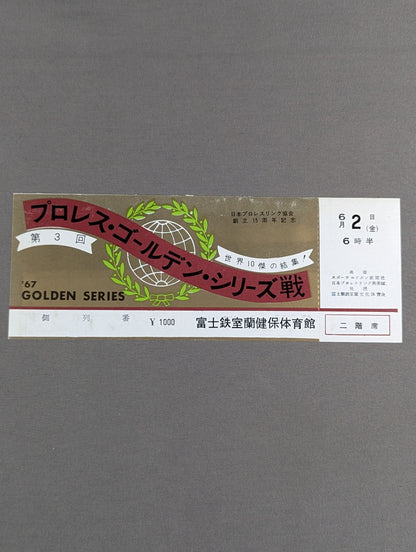 日本プロレスリング協会
創立15周年記念
プロレス・ゴールデン・シリーズ戦
第3回
世界10傑の結集!
'67
GOLDEN SERIES
側 列 番
¥1000
富士鉄室蘭健保体育館
6月2日(金)
6時半
二階席